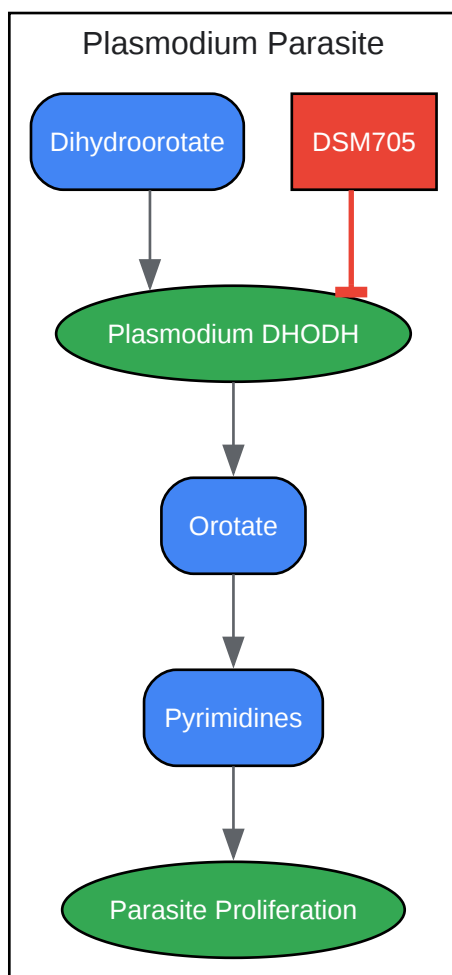 Plasmodium Parasite
Dihydroorotate
DSM705
Plasmodium DHODH
Orotate
Pyrimidines
Parasite Proliferation